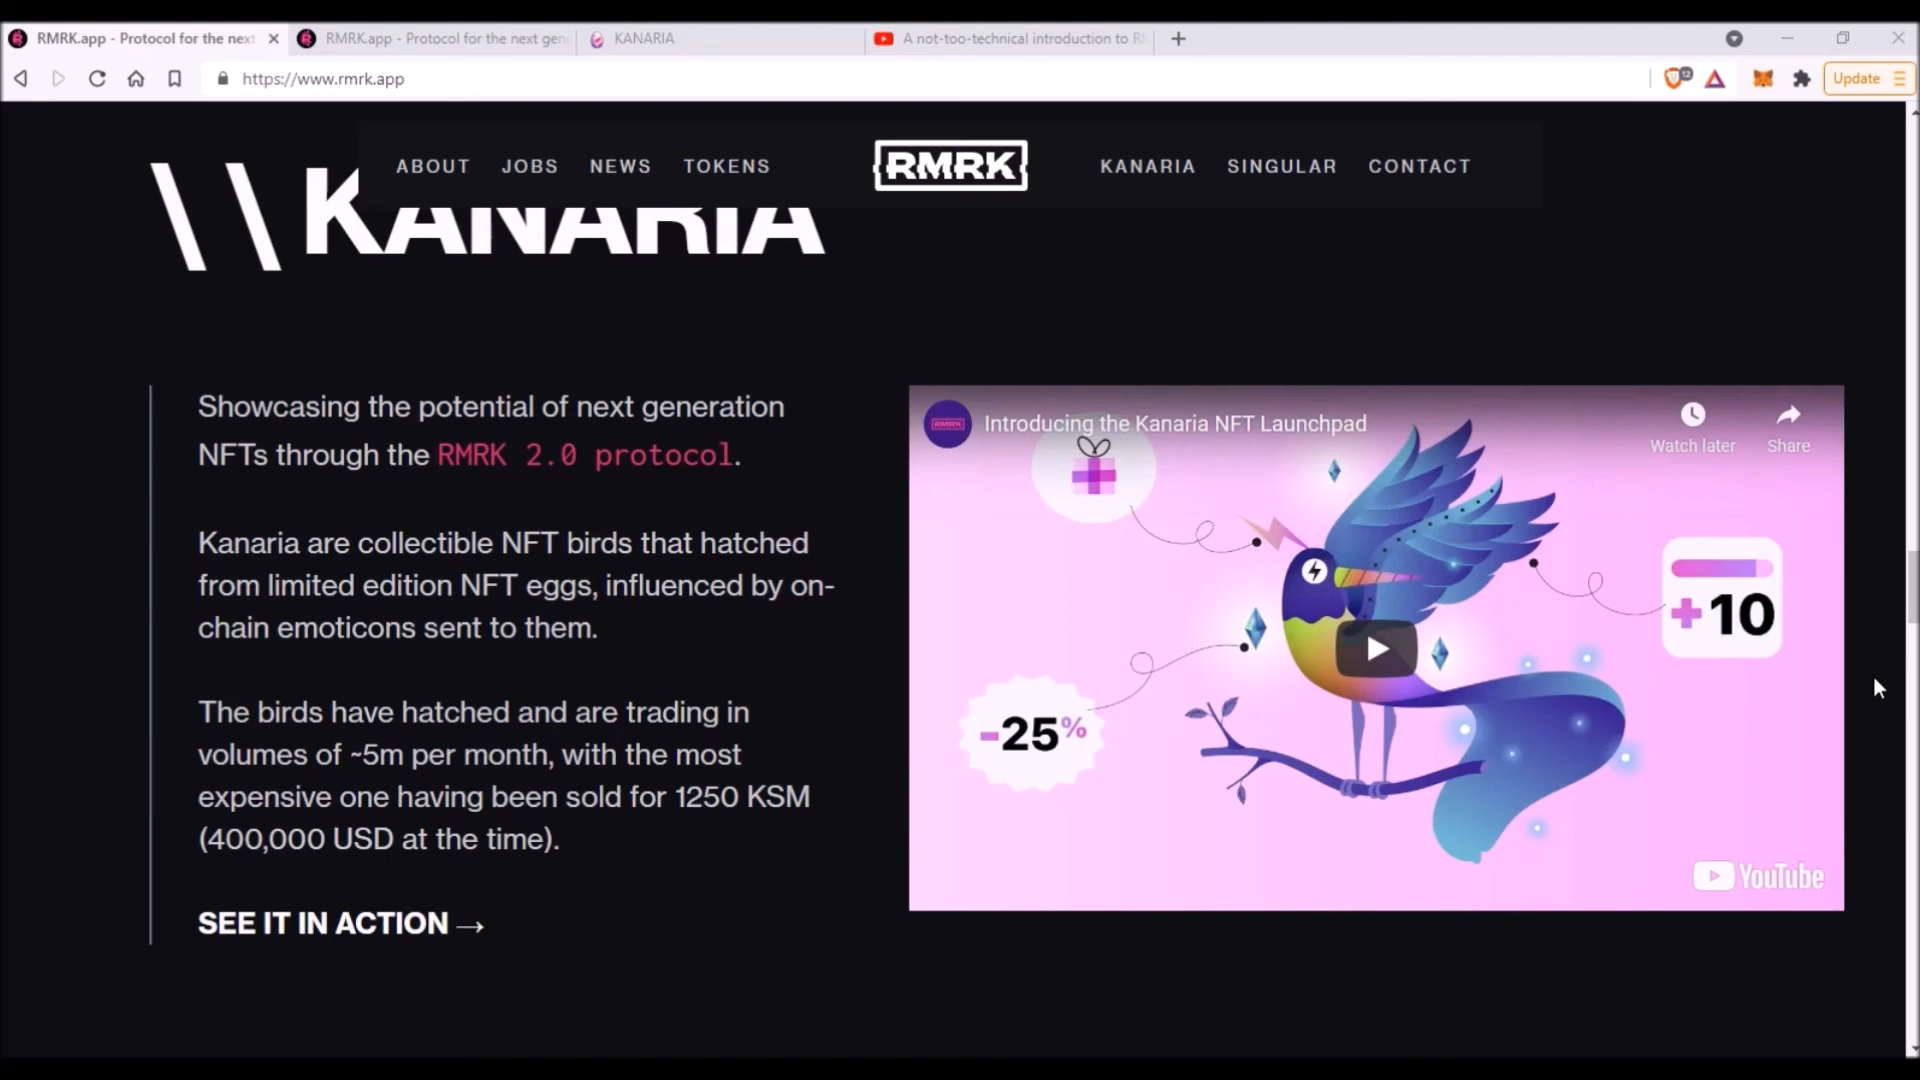 RMRK.app - Protocol for the next
RMRK.app - Protocol for the next gen
KANARIA
A not-too-technical introduction to RM
https://www.rmrk.app
12
Update
ABOUT
JOBS
NEWS
TOKENS
RMRK
KANARIA
SINGULAR
CONTACT
\\ KANARIA
Showcasing the potential of next generation
NFTs through the RMRK 2.0 protocol.
Kanaria are collectible NFT birds that hatched
from limited edition NFT eggs, influenced by on-
chain emoticons sent to them.
The birds have hatched and are trading in
volumes of ~5m per month, with the most
expensive one having been sold for 1250 KSM
(400,000 USD at the time).
SEE IT IN ACTION →
RMRK
Introducing the Kanaria NFT Launchpad
Watch later
Share
+10
-25%
YouTube